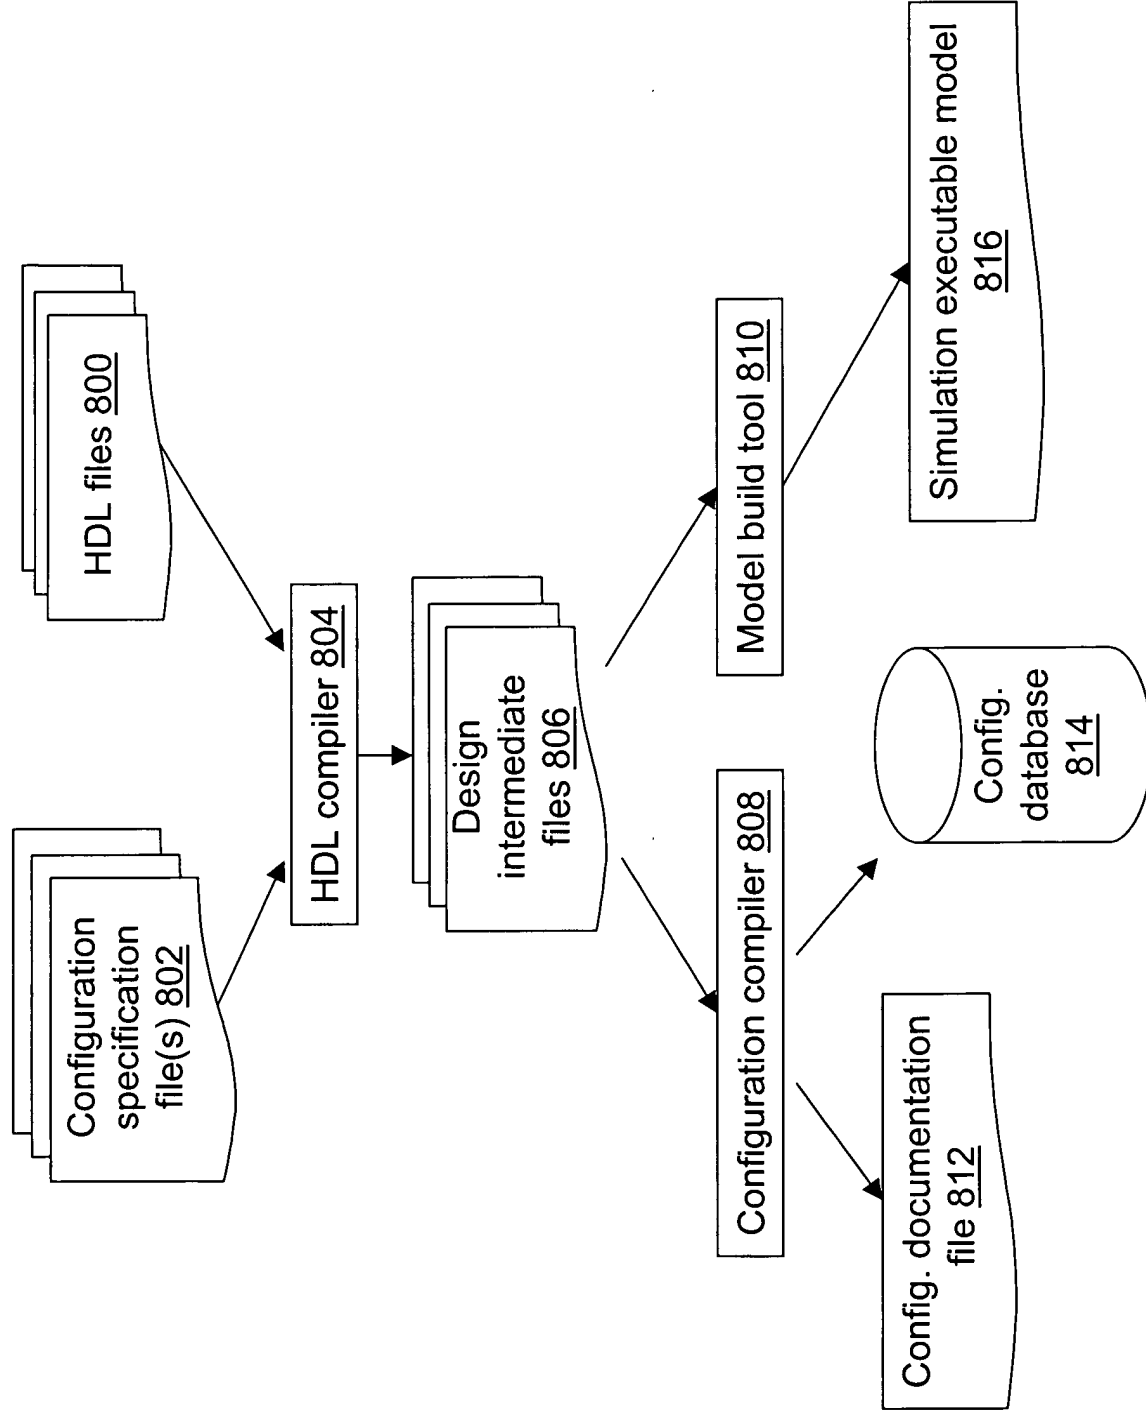 Configuration
specification
file(s) 802
HDL files 800
HDL compiler 804
Design
intermediate
files 806
Configuration compiler 808
Model build tool 810
Config. documentation
file 812
Config.
database
814
Simulation executable model
816